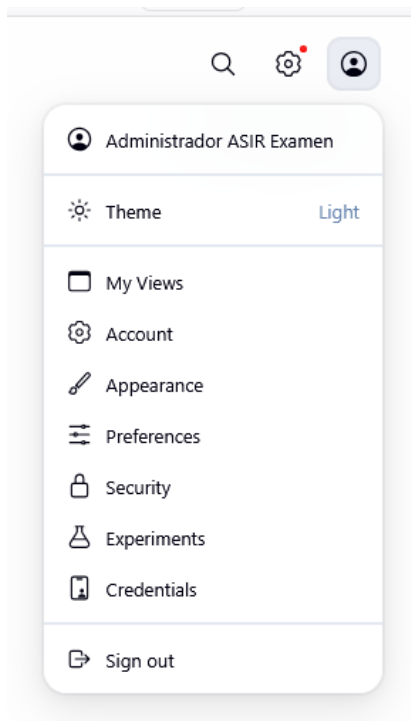 Administrador ASIR Examen
Theme Light
My Views
Account
Appearance
Preferences
Security
Experiments
Credentials
Sign out